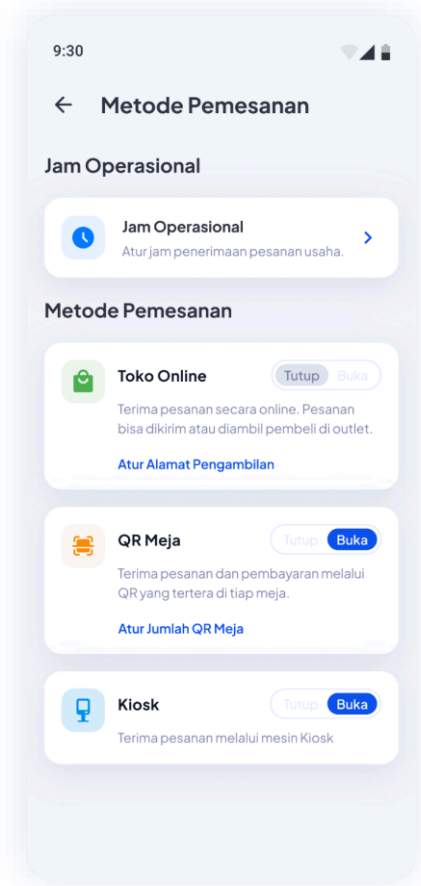 9:30
Metode Pemesanan
Jam Operasional
Jam Operasional
Atur jam penerimaan pesanan usaha.
Metode Pemesanan
Toko Online
Tutup Buka
Terima pesanan secara online. Pesanan
bisa dikirim atau diambil pembeli di outlet.
Atur Alamat Pengambilan
QR Meja
Tutup Buka
Terima pesanan dan pembayaran melalui
QR yang tertera di tiap meja.
Atur Jumlah QR Meja
Kiosk
Tutup Buka
Terima pesanan melalui mesin Kiosk